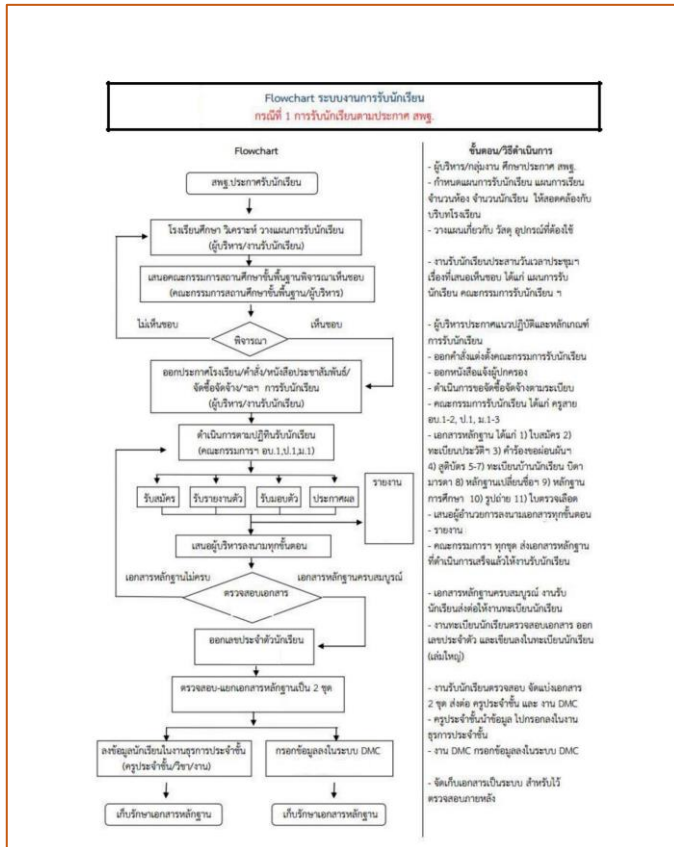 Flowchart ระบบงานการรับนักเรียน
กรณีที่ 1 การรับนักเรียนตามประกาศ สพฐ.
Flowchart
สพฐ.ประกาศรับนักเรียน
โรงเรียนศึกษา วิเคราะห์ วางแผนการรับนักเรียน
(ผู้บริหาร/งานรับนักเรียน)
เสนอคณะกรรมการสถานศึกษาขั้นพื้นฐานพิจารณาเห็นชอบ
(คณะกรรมการสถานศึกษาขั้นพื้นฐาน/ผู้บริหาร)
ไม่เห็นชอบ
เห็นชอบ
พิจารณา
ออกประกาศโรงเรียน/คำสั่ง/หนังสือประชาสัมพันธ์/
จัดซื้อจัดจ้าง/ฯลฯ การรับนักเรียน
(ผู้บริหาร/งานรับนักเรียน)
ดำเนินการตามปฏิทินรับนักเรียน
(คณะกรรมการฯ อบ.1,ป.1,ม.1)
รายงาน
รับสมัคร
รับรายงานตัว
รับมอบตัว
ประกาศผล
เสนอผู้บริหารลงนามทุกขั้นตอน
เอกสารหลักฐานไม่ครบ
เอกสารหลักฐานครบสมบูรณ์
ตรวจสอบเอกสาร
ออกเลขประจำตัวนักเรียน
ตรวจสอบ-แยกเอกสารหลักฐานเป็น 2 ชุด
ลงข้อมูลนักเรียนในงานธุรการประจำชั้น
(ครูประจำชั้น/วิชา/งาน)
กรอกข้อมูลลงในระบบ DMC
เก็บรักษาเอกสารหลักฐาน
เก็บรักษาเอกสารหลักฐาน
ขั้นตอน/วิธีดำเนินการ
- ผู้บริหาร/กลุ่มงาน ศึกษาประกาศ สพฐ.
- กำหนดแผนการรับนักเรียน แผนการเรียน
จำนวนห้อง จำนวนนักเรียน ให้สอดคล้องกับ
บริบทโรงเรียน
- วางแผนเกี่ยวกับ วัสดุ อุปกรณ์ที่ต้องใช้
- งานรับนักเรียนประสานวันเวลาประชุมฯ
เรื่องที่เสนอเห็นชอบ ได้แก่ แผนการรับ
นักเรียน คณะกรรมการรับนักเรียน ฯ
- ผู้บริหารประกาศแนวปฏิบัติและหลักเกณฑ์
การรับนักเรียน
- ออกคำสั่งแต่งตั้งคณะกรรมการรับนักเรียน
- ออกหนังสือแจ้งผู้ปกครอง
- ดำเนินการขอจัดซื้อจัดจ้างตามระเบียบ
- คณะกรรมการรับนักเรียน ได้แก่ ครูสาย
อบ.1-2, ป.1, ม.1-3
- เอกสารหลักฐาน ได้แก่ 1) ใบสมัคร 2)
ทะเบียนประวัติฯ 3) คำร้องขอผ่อนผันฯ
4) สูติบัตร 5-7) ทะเบียนบ้านนักเรียน บิดา
มารดา 8) หลักฐานเปลี่ยนชื่อฯ 9) หลักฐาน
การศึกษา 10) รูปถ่าย 11) ใบตรวจเลือด
- เสนอผู้อำนวยการลงนามเอกสารทุกขั้นตอน
- รายงาน
- คณะกรรมการฯ ทุกชุด ส่งเอกสารหลักฐาน
ที่ดำเนินการเสร็จแล้วให้งานรับนักเรียน
- เอกสารหลักฐานครบสมบูรณ์ งานรับ
นักเรียนส่งต่อให้งานทะเบียนนักเรียน
- งานทะเบียนนักเรียนตรวจสอบเอกสาร ออก
เลขประจำตัว และเขียนลงในทะเบียนนักเรียน
(เล่มใหญ่)
- งานรับนักเรียนตรวจสอบ จัดแบ่งเอกสาร
2 ชุด ส่งต่อ ครูประจำชั้น และ งาน DMC
- ครูประจำชั้นนำข้อมูล ไปกรอกลงในงาน
ธุรการประจำชั้น
- งาน DMC กรอกข้อมูลลงในระบบ DMC
- จัดเก็บเอกสารเป็นระบบ สำหรับไว้
ตรวจสอบภายหลัง